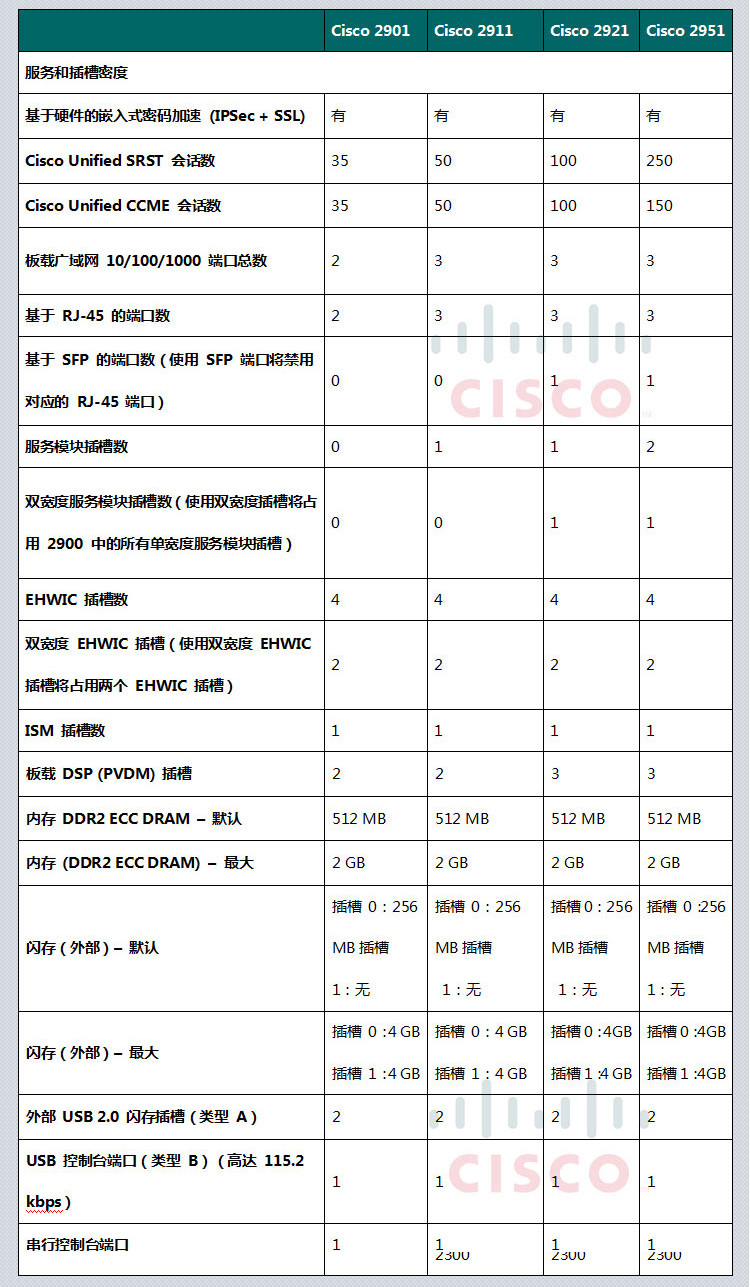 Cisco 2901 Cisco 2911 Cisco 2921 Cisco 2951
服务和插槽密度
基于硬件的嵌入式密码加速 (IPSec + SSL) 有 有 有 有
Cisco Unified SRST 会话数 35 50 100 250
Cisco Unified CCME 会话数 35 50 100 150
板载广域网 10/100/1000 端口总数 2 3 3 3
基于 RJ-45 的端口数 2 3 3 3
基于 SFP 的端口数（使用 SFP 端口将禁用
对应的 RJ-45 端口） 0 0 1 1
CISCO
服务模块插槽数 0 1 1 2
双宽度服务模块插槽数（使用双宽度插槽将占
用 2900 中的所有单宽度服务模块插槽） 0 0 1 1
EHWIC 插槽数 4 4 4 4
双宽度 EHWIC 插槽（使用双宽度 EHWIC
插槽将占用两个 EHWIC 插槽） 2 2 2 2
ISM 插槽数 1 1 1 1
板载 DSP (PVDM) 插槽 2 2 3 3
内存 DDR2 ECC DRAM – 默认 512 MB 512 MB 512 MB 512 MB
内存 (DDR2 ECC DRAM) – 最大 2 GB 2 GB 2 GB 2 GB
插槽 0：256 插槽 0：256 插槽 0：256 插槽 0 :256
闪存（外部）– 默认 MB 插槽 MB 插槽 MB 插槽 MB 插槽
1：无 1：无 1：无 1：无
插槽 0 :4 GB 插槽 0：4 GB 插槽 0 :4GB 插槽 0 :4GB
闪存（外部）– 最大
插槽 1 :4 GB 插槽 1：4 GB 插槽 1 :4 GB 插槽 1 :4GB
外部 USB 2.0 闪存插槽（类型 A） 2 2 2 2
USB 控制台端口（类型 B）（高达 115.2
kbps） 1 1 1 1
CISCO
串行控制台端口 1 1 1 1
2300 2300 2300